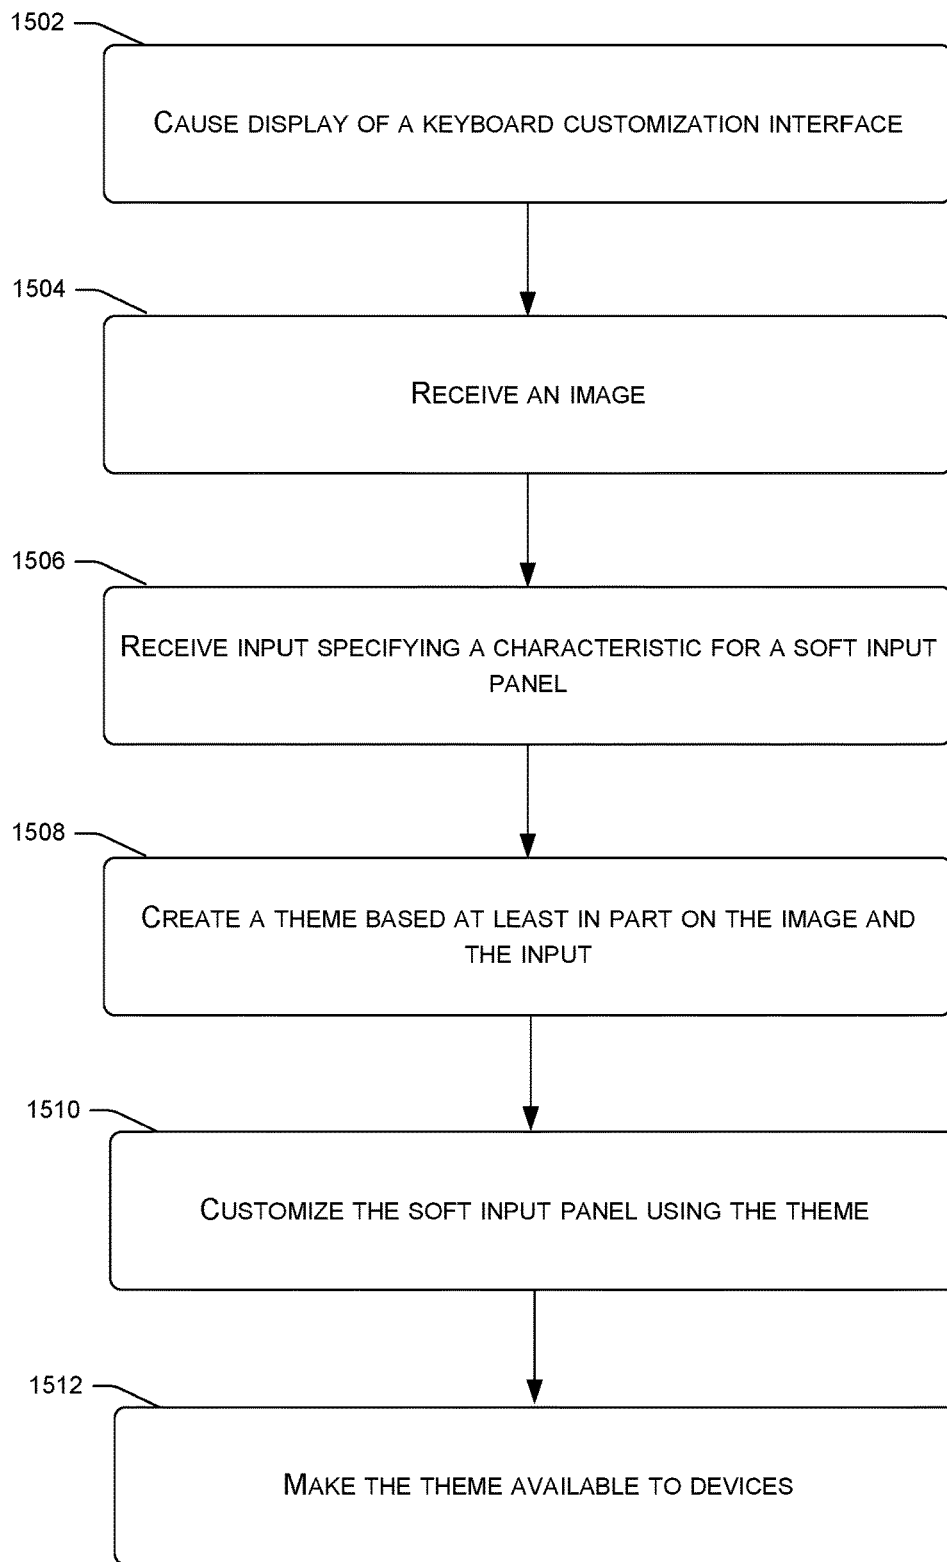 1502
CAUSE DISPLAY OF A KEYBOARD CUSTOMIZATION INTERFACE
1504
RECEIVE AN IMAGE
1506
RECEIVE INPUT SPECIFYING A CHARACTERISTIC FOR A SOFT INPUT
PANEL
1508
CREATE A THEME BASED AT LEAST IN PART ON THE IMAGE AND
THE INPUT
1510
CUSTOMIZE THE SOFT INPUT PANEL USING THE THEME
1512
MAKE THE THEME AVAILABLE TO DEVICES